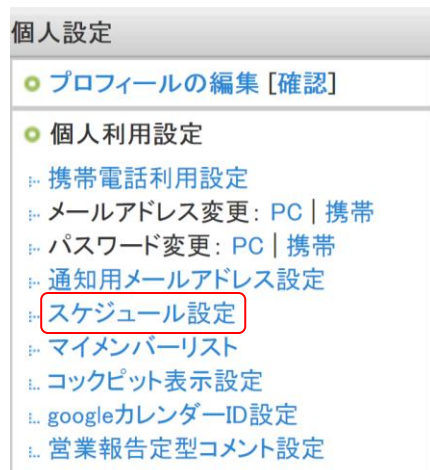 個人設定
プロフィールの編集 [確認]
個人利用設定
携帯電話利用設定
メールアドレス変更: PC | 携帯
パスワード変更: PC | 携帯
通知用メールアドレス設定
スケジュール設定
マイメンバーリスト
コックピット表示設定
googleカレンダーID設定
営業報告定型コメント設定